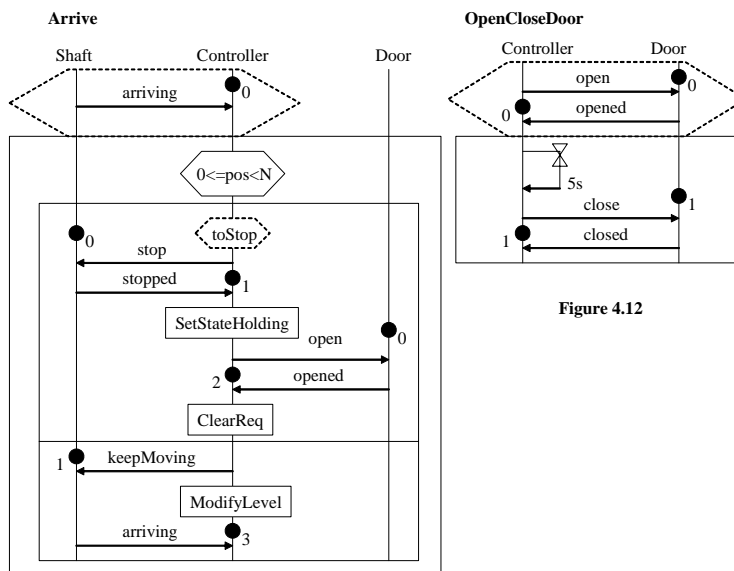 Arrive
Shaft Controller Door
0
arriving
0<=pos<N
0
toStop
stop
stopped
1
SetStateHolding
open
0
2
opened
ClearReq
1
keepMoving
ModifyLevel
arriving
3
OpenCloseDoor
Controller Door
open
0
0
opened
5s
1
close
1
closed
Figure 4.12